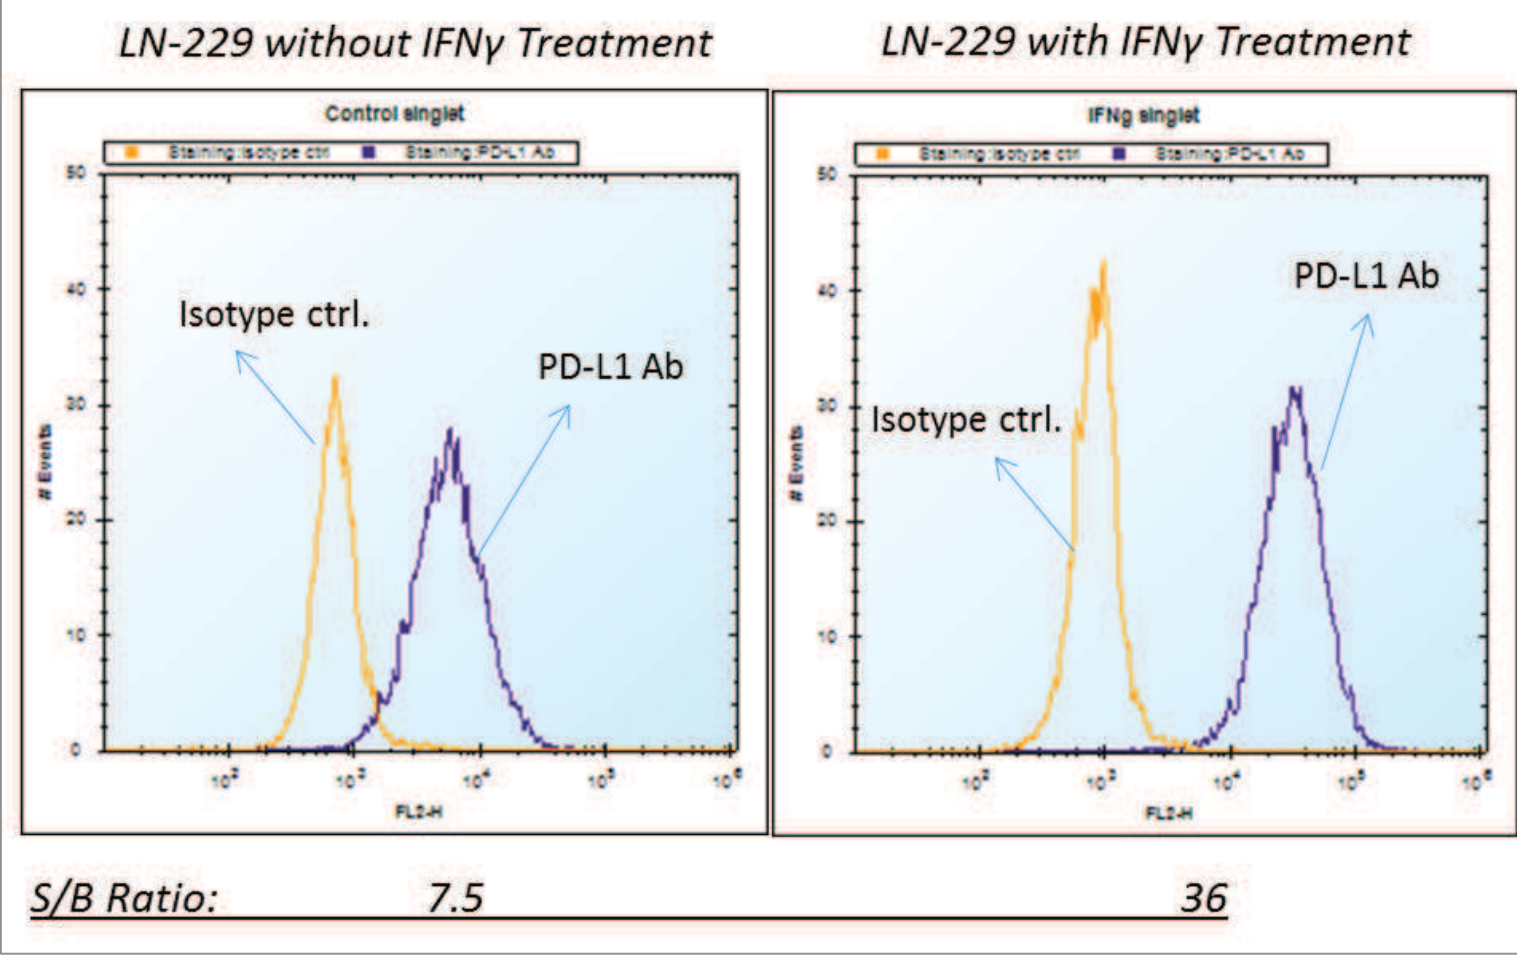 LN-229 without IFNγ Treatment
LN-229 with IFNγ Treatment
Control singlet
Staining:Isotype ctrl Staining:PD-L1 Ab
50
40
30
20
10
0
# Events
Isotype ctrl.
PD-L1 Ab
10² 10³ 10⁴ 10⁵ 10⁶
FL2-H
IFNg singlet
Staining:Isotype ctrl Staining:PD-L1 Ab
50
40
30
20
10
0
# Events
PD-L1 Ab
Isotype ctrl.
10² 10³ 10⁴ 10⁵ 10⁶
FL2-H
S/B Ratio: 7.5 36